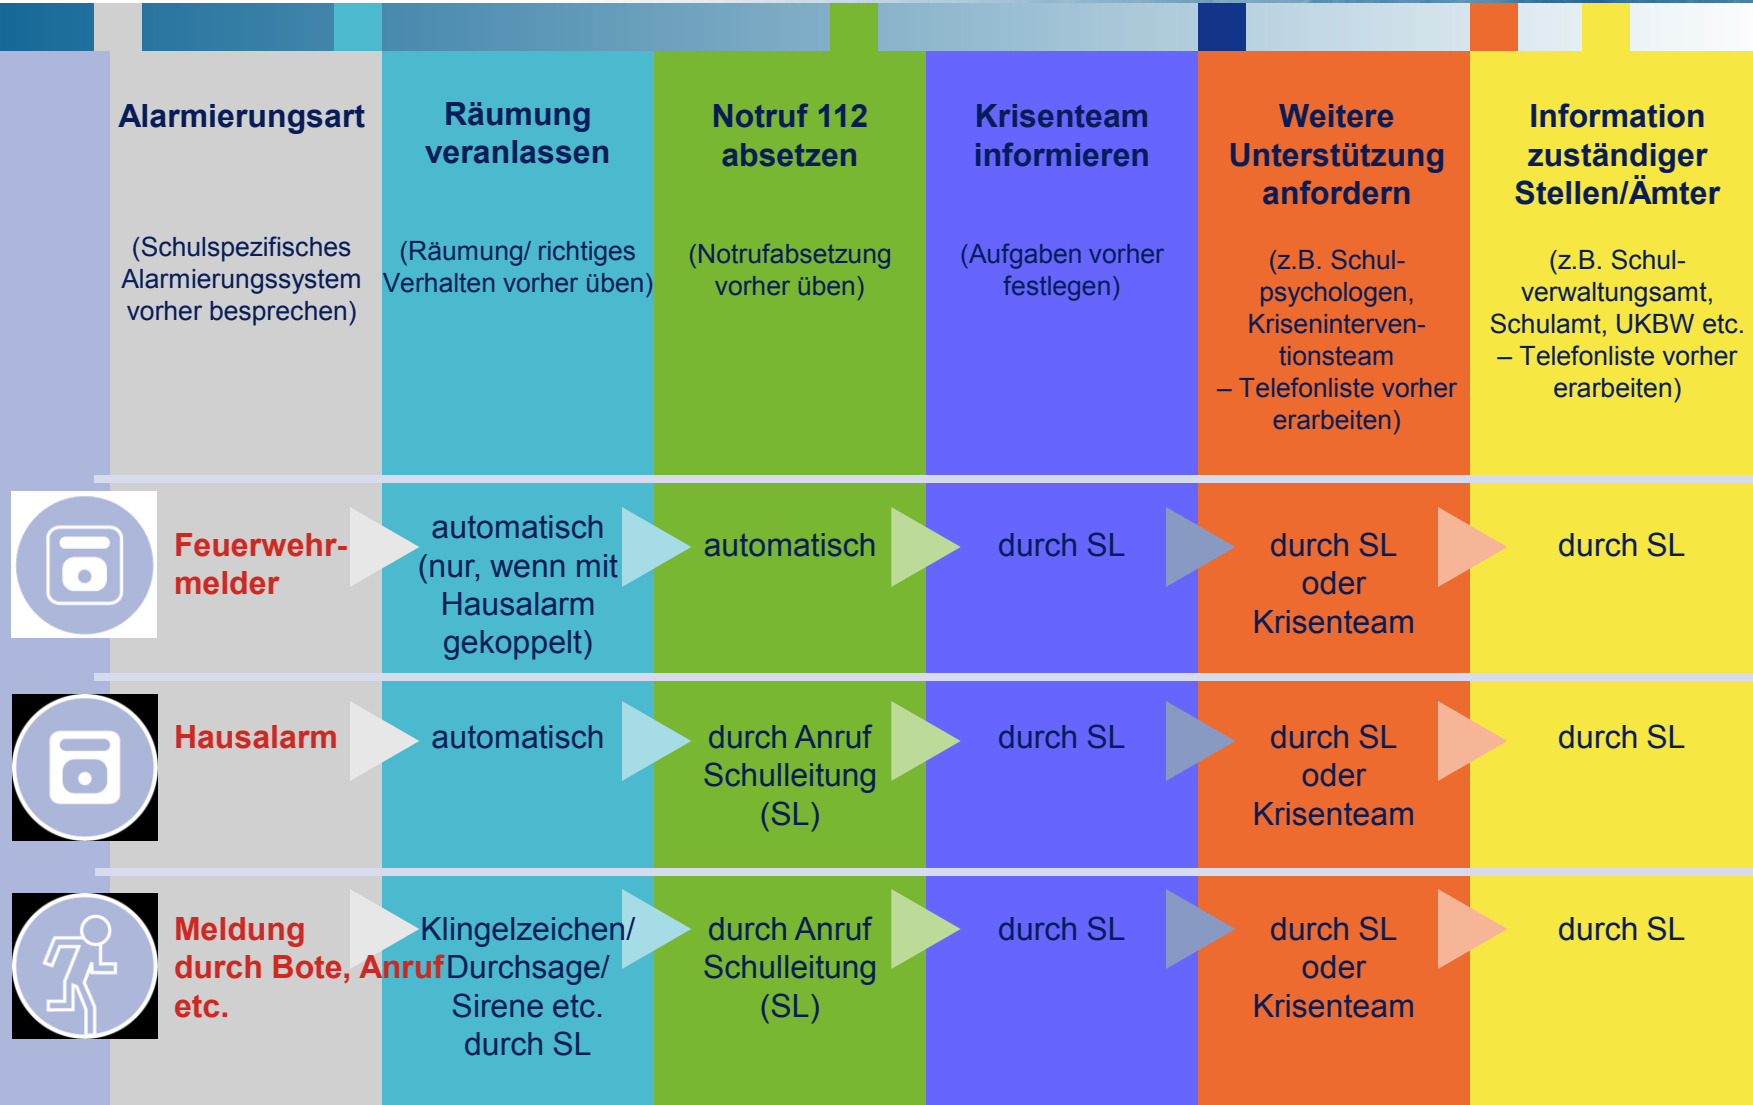 Alarmierungsart
(Schulspezifisches
Alarmierungssystem
vorher besprechen)
Räumung
veranlassen
(Räumung/ richtiges
Verhalten vorher üben)
Notruf 112
absetzen
(Notrufabsetzung
vorher üben)
Krisenteam
informieren
(Aufgaben vorher
festlegen)
Weitere
Unterstützung
anfordern
(z.B. Schul-
psychologen,
Kriseninterven-
tionsteam
– Telefonliste vorher
erarbeiten)
Information
zuständiger
Stellen/Ämter
(z.B. Schul-
verwaltungsamt,
Schulamt, UKBW etc.
– Telefonliste vorher
erarbeiten)
Feuerwehr-
melder
automatisch
(nur, wenn mit
Hausalarm
gekoppelt)
automatisch
durch SL
durch SL
oder
Krisenteam
durch SL
Hausalarm
automatisch
durch Anruf
Schulleitung
(SL)
durch SL
durch SL
oder
Krisenteam
durch SL
Meldung
durch Bote, Anruf
etc.
Klingelzeichen/
Durchsage/
Sirene etc.
durch SL
durch Anruf
Schulleitung
(SL)
durch SL
durch SL
oder
Krisenteam
durch SL